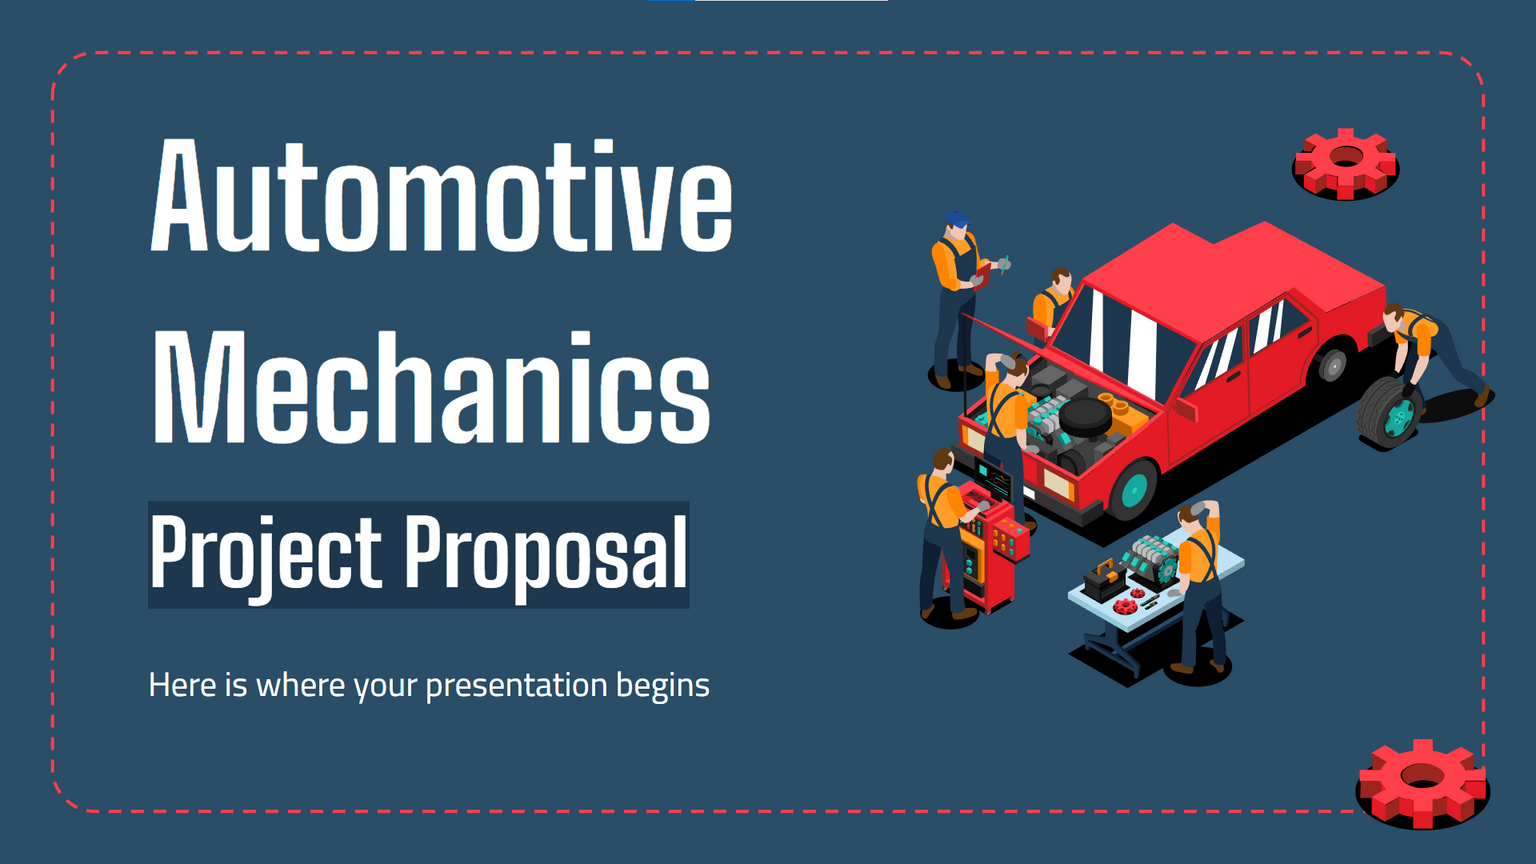 Automotive
Mechanics
Project Proposal
Here is where your presentation begins